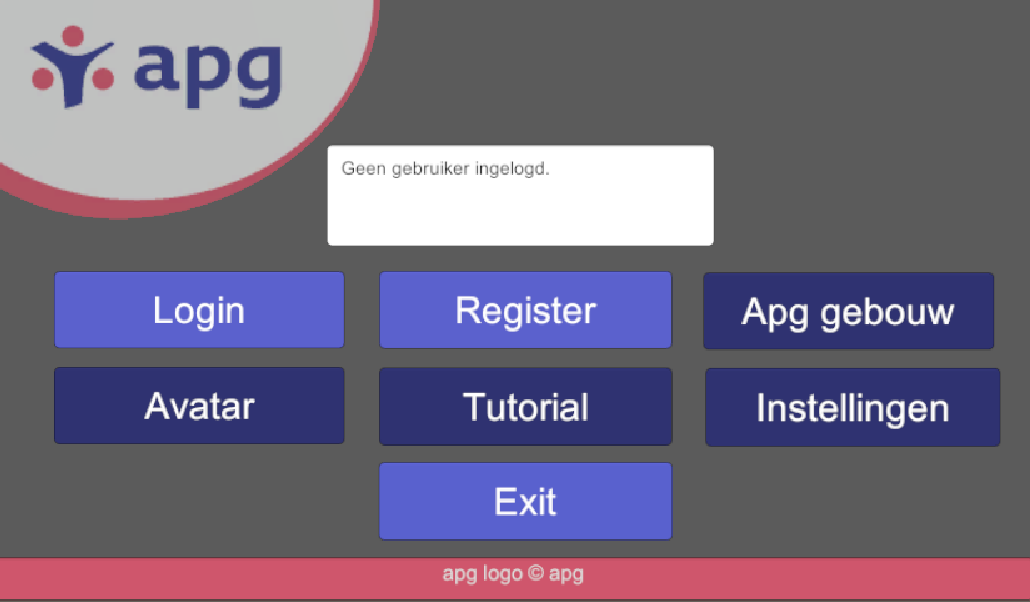 apg
Geen gebruiker ingelogd.
Login
Register
Apg gebouw
Avatar
Tutorial
Instellingen
Exit
apg logo © apg